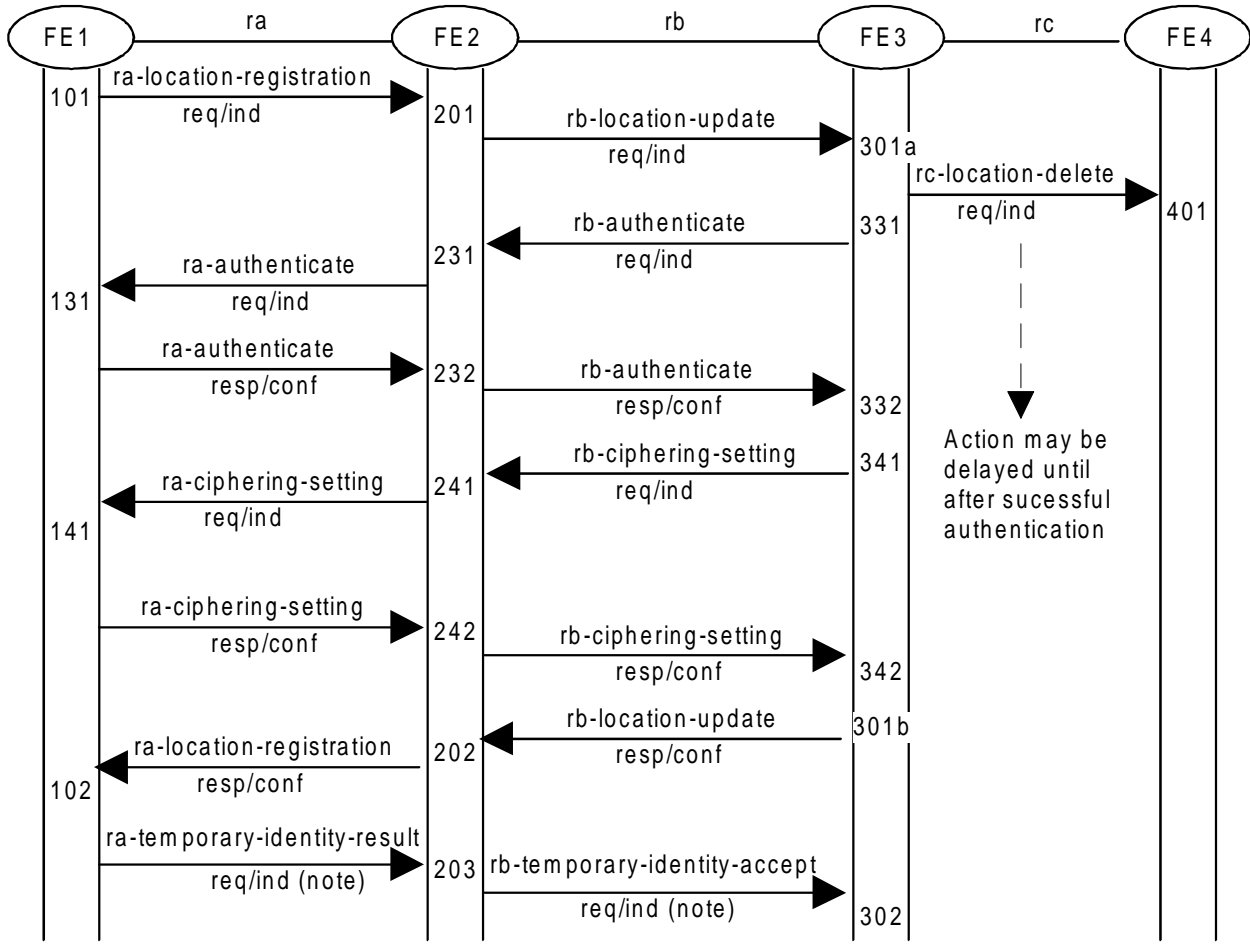 FE1 ra FE2 rb FE3 rc FE4
ra-location-registration
101
req/ind
201
rb-location-update
req/ind
301a
rc-location-delete
req/ind
401
rb-authenticate
331
req/ind
231
ra-authenticate
req/ind
131
ra-authenticate
resp/conf
232
rb-authenticate
resp/conf
332
Action may be
delayed until
after sucessful
authentication
rb-ciphering-setting
341
req/ind
ra-ciphering-setting
241
req/ind
141
ra-ciphering-setting
resp/conf
242
rb-ciphering-setting
resp/conf
342
rb-location-update
301b
resp/conf
ra-location-registration
202
resp/conf
102
ra-temporary-identity-result
req/ind (note)
203
rb-temporary-identity-accept
req/ind (note)
302